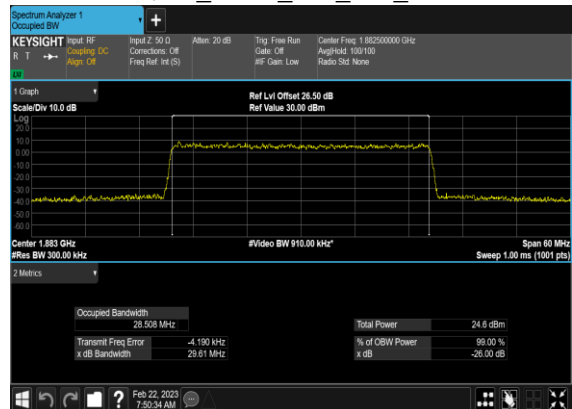 Spectrum Analyzer 1
Occupied BW
KEYSIGHT Input: RF Input Z: 50 Ω Atten: 20 dB Trig: Free Run Center Freq: 1.882500000 GHz
R T Coupling: DC Corrections: Off Gate: Off Avg|Hold: 100/100
Align: Off Freq Ref: Int (S) #IF Gain: Low Radio Std: None
1 Graph
Ref Lvl Offset 26.50 dB
Scale/Div 10.0 dB Ref Value 30.00 dBm
Log
20.0
10.0
0.00
-10.0
-20.0
-30.0
-40.0
-50.0
-60.0
Center 1.883 GHz #Video BW 910.00 kHz* Span 60 MHz
#Res BW 300.00 kHz Sweep 1.00 ms (1001 pts)
2 Metrics
Occupied Bandwidth
28.508 MHz Total Power 24.6 dBm
Transmit Freq Error -4.190 kHz % of OBW Power 99.00 %
x dB Bandwidth 29.61 MHz x dB -26.00 dB
? Feb 22, 2023
7:50:34 AM